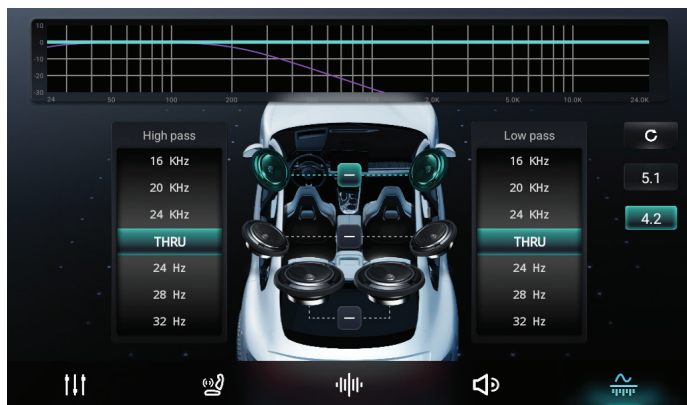 10
0
-10
-20
-30
24 50 100 200 2.0K 5.0K 10.0K 24.0K
High pass
16 KHz
20 KHz
24 KHz
THRU
24 Hz
28 Hz
32 Hz
Low pass
16 KHz
20 KHz
24 KHz
THRU
24 Hz
28 Hz
32 Hz
5.1
4.2